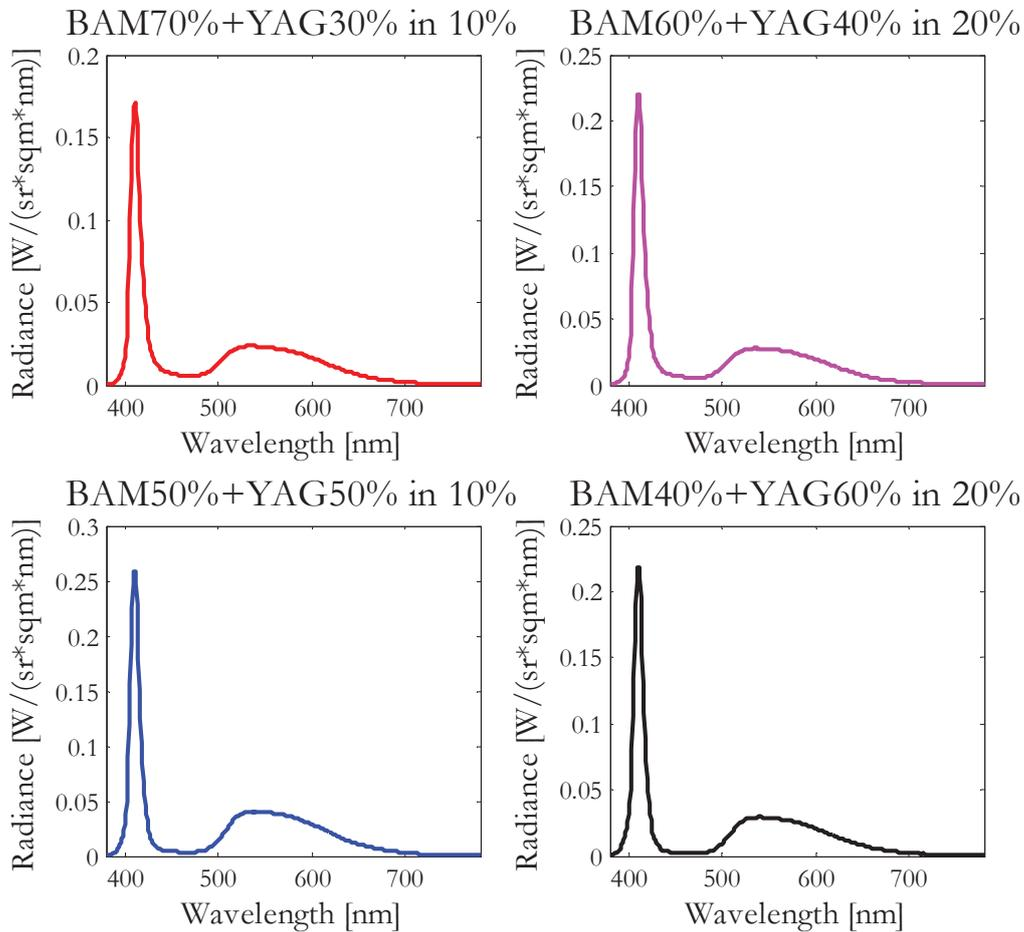 BAM70%+YAG30% in 10%
Radiance [W/(sr*sqm*nm)]
0.2
0.15
0.1
0.05
0
400 500 600 700
Wavelength [nm]
BAM60%+YAG40% in 20%
Radiance [W/(sr*sqm*nm)]
0.25
0.2
0.15
0.1
0.05
0
400 500 600 700
Wavelength [nm]
BAM50%+YAG50% in 10%
Radiance [W/(sr*sqm*nm)]
0.3
0.25
0.2
0.15
0.1
0.05
0
400 500 600 700
Wavelength [nm]
BAM40%+YAG60% in 20%
Radiance [W/(sr*sqm*nm)]
0.25
0.2
0.15
0.1
0.05
0
400 500 600 700
Wavelength [nm]